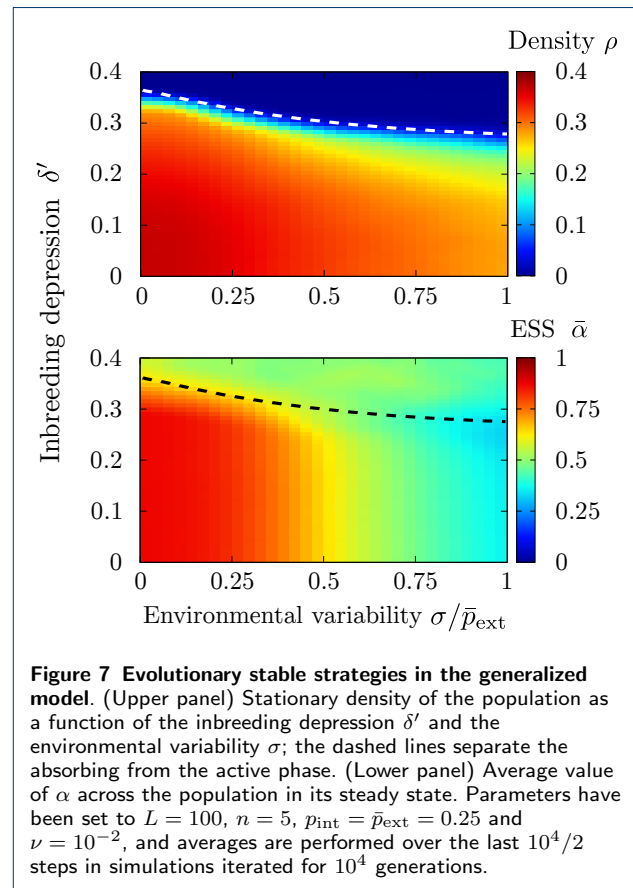 Density ρ
0.4
0.3
0.2
0.1
0
0 0.25 0.5 0.75 1
0.4
0.3
0.2
0.1
0
ESS ᾱ
0.4
0.3
0.2
0.1
0
0 0.25 0.5 0.75 1
1
0.75
0.5
0.25
0
Inbreeding depression δ′
Environmental variability σ/p̄ext
Figure 7 Evolutionary stable strategies in the generalized
model. (Upper panel) Stationary density of the population as
a function of the inbreeding depression δ′ and the
environmental variability σ; the dashed lines separate the
absorbing from the active phase. (Lower panel) Average value
of α across the population in its steady state. Parameters have
been set to L = 100, n = 5, pint = p̄ext = 0.25 and
ν = 10⁻², and averages are performed over the last 10⁴/2
steps in simulations iterated for 10⁴ generations.